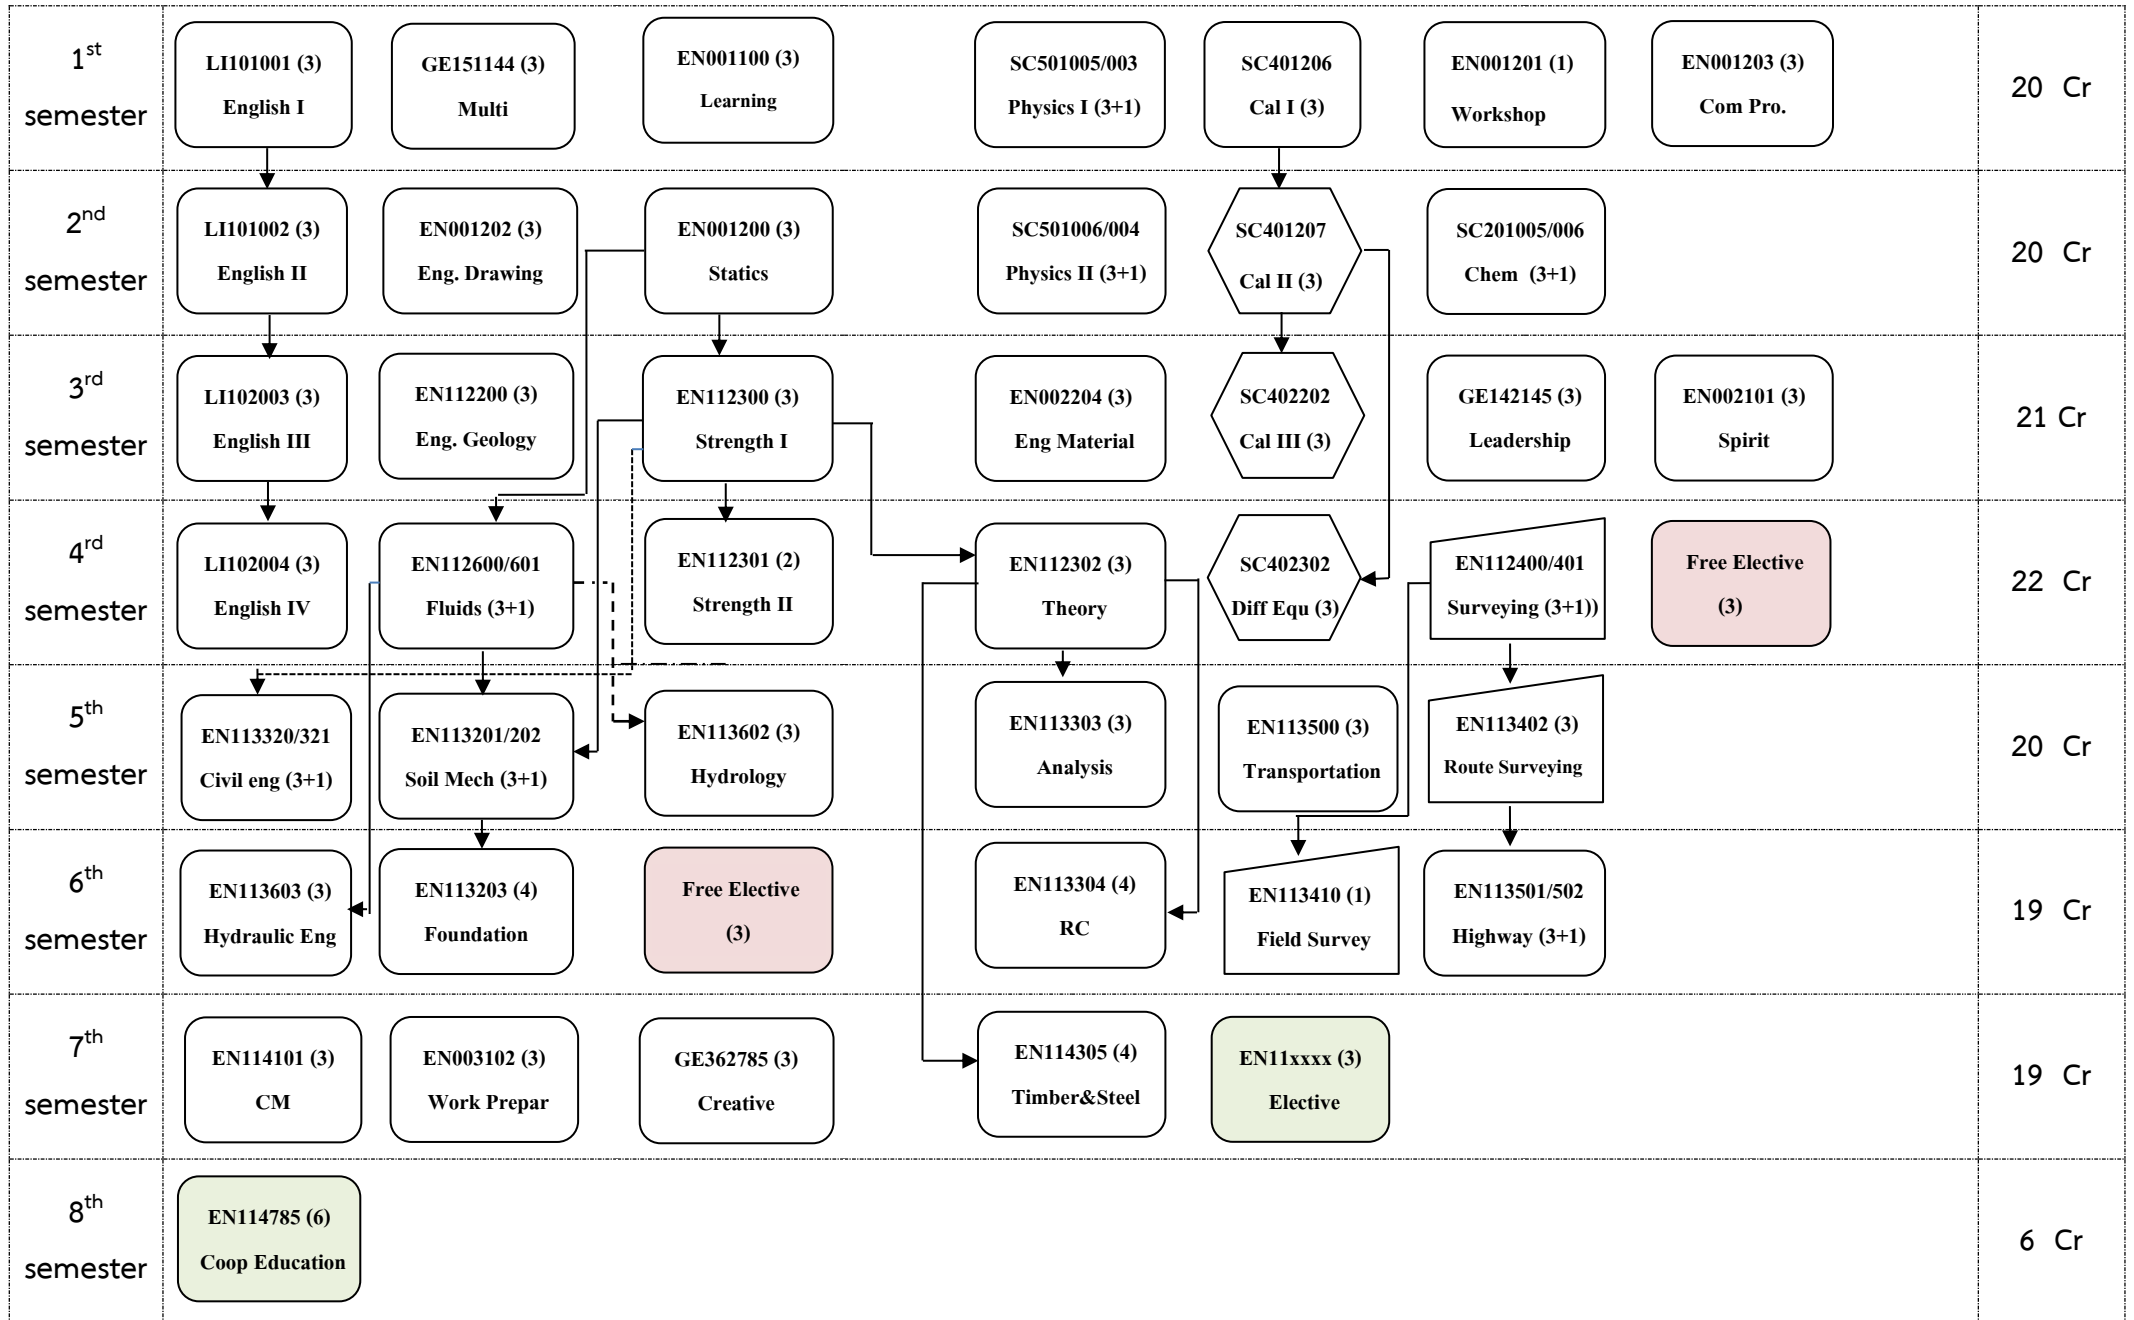 1st
semester
LI101001 (3)
English I
GE151144 (3)
Multi
EN001100 (3)
Learning
SC501005/003
Physics I (3+1)
SC401206
Cal I (3)
EN001201 (1)
Workshop
EN001203 (3)
Com Pro.
20 Cr
2nd
semester
LI101002 (3)
English II
EN001202 (3)
Eng. Drawing
EN001200 (3)
Statics
SC501006/004
Physics II (3+1)
SC401207
Cal II (3)
SC201005/006
Chem (3+1)
20 Cr
3rd
semester
LI102003 (3)
English III
EN112200 (3)
Eng. Geology
EN112300 (3)
Strength I
EN002204 (3)
Eng Material
SC402202
Cal III (3)
GE142145 (3)
Leadership
EN002101 (3)
Spirit
21 Cr
4rd
semester
LI102004 (3)
English IV
EN112600/601
Fluids (3+1)
EN112301 (2)
Strength II
EN112302 (3)
Theory
SC402302
Diff Equ (3)
EN112400/401
Surveying (3+1))
Free Elective
(3)
22 Cr
5th
semester
EN113320/321
Civil eng (3+1)
EN113201/202
Soil Mech (3+1)
EN113602 (3)
Hydrology
EN113303 (3)
Analysis
EN113500 (3)
Transportation
EN113402 (3)
Route Surveying
20 Cr
6th
semester
EN113603 (3)
Hydraulic Eng
EN113203 (4)
Foundation
Free Elective
(3)
EN113304 (4)
RC
EN113410 (1)
Field Survey
EN113501/502
Highway (3+1)
19 Cr
7th
semester
EN114101 (3)
CM
EN003102 (3)
Work Prepar
GE362785 (3)
Creative
EN114305 (4)
Timber&Steel
EN11xxxx (3)
Elective
19 Cr
8th
semester
EN114785 (6)
Coop Education
6 Cr